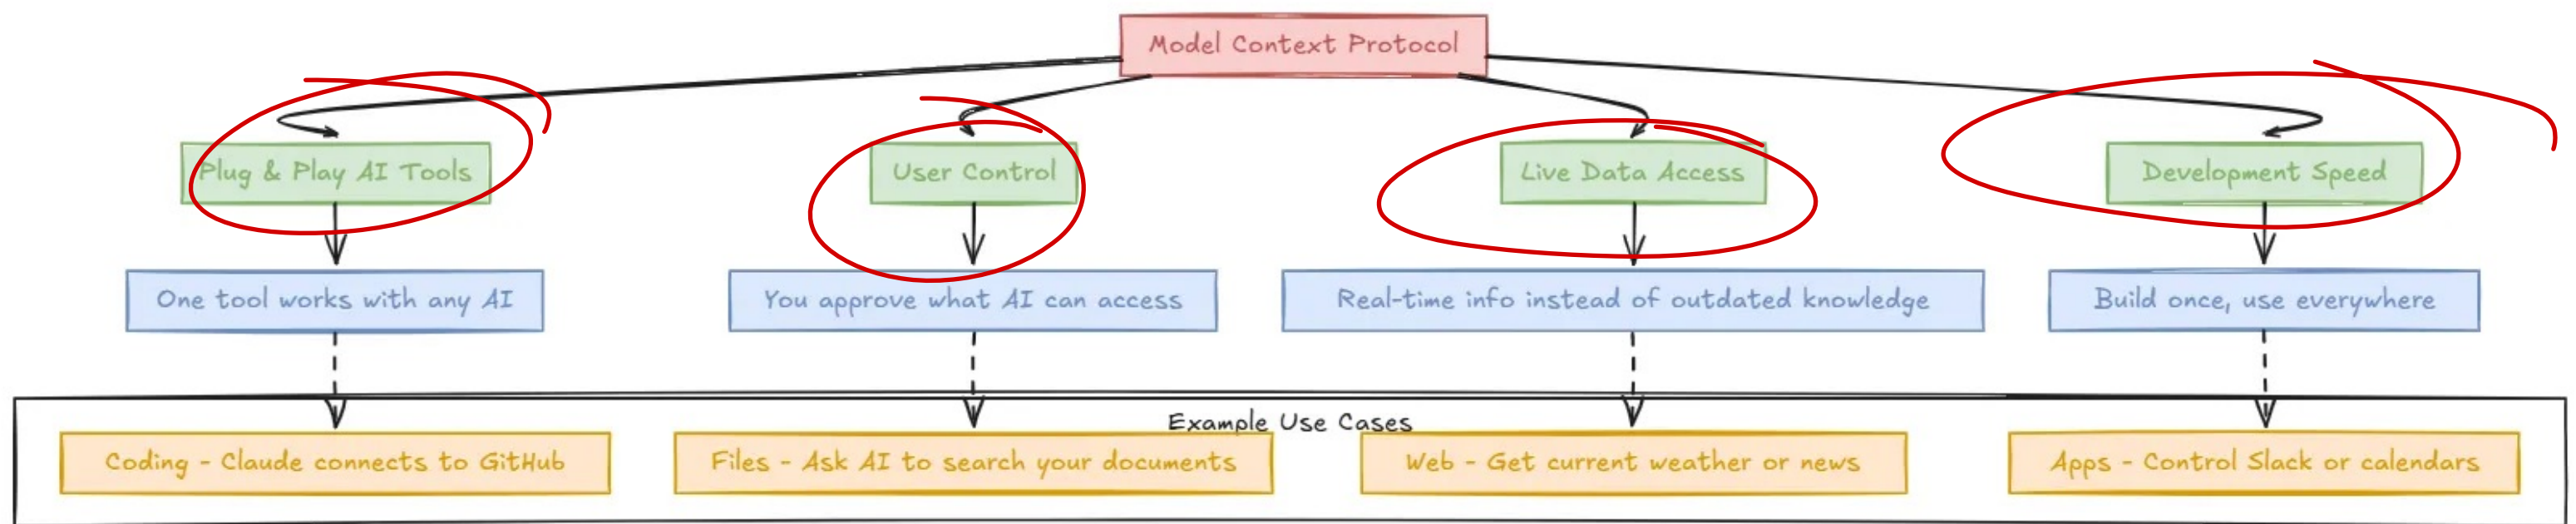 Model Context Protocol
Plug & Play AI Tools
User Control
Live Data Access
Development Speed
One tool works with any AI
You approve what AI can access
Real-time info instead of outdated knowledge
Build once, use everywhere
Example Use Cases
Coding - Claude connects to GitHub
Files - Ask AI to search your documents
Web - Get current weather or news
Apps - Control Slack or calendars